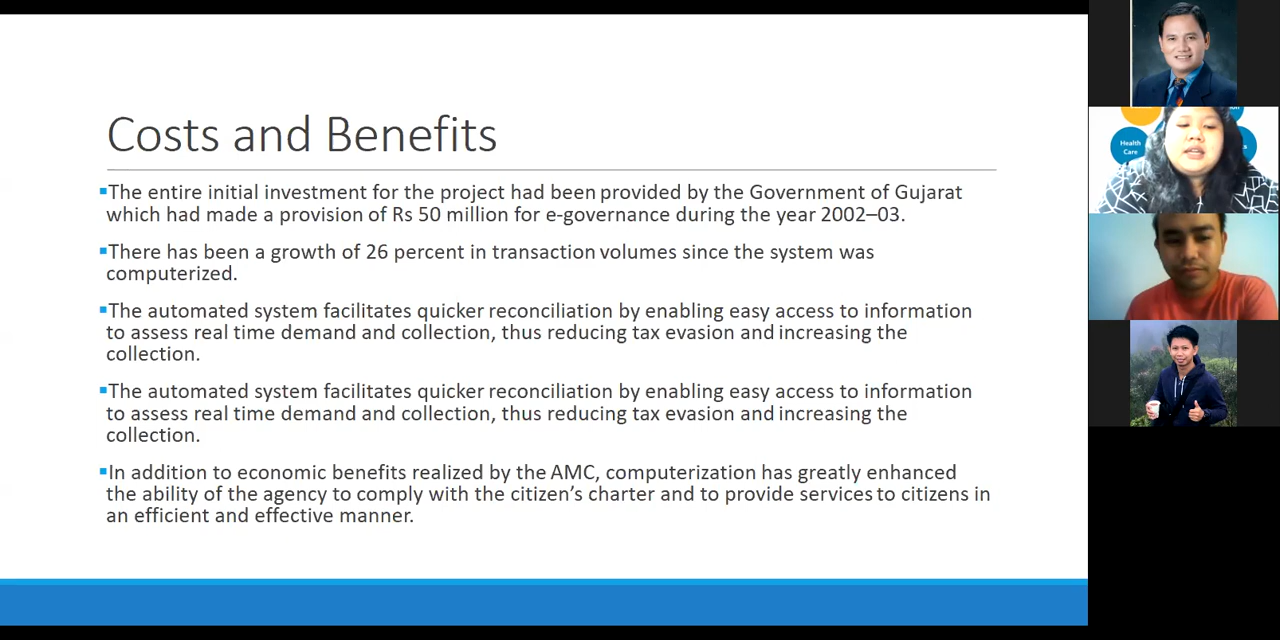 Costs and Benefits
▪The entire initial investment for the project had been provided by the Government of Gujarat
which had made a provision of Rs 50 million for e-governance during the year 2002–03.
▪There has been a growth of 26 percent in transaction volumes since the system was
computerized.
▪The automated system facilitates quicker reconciliation by enabling easy access to information
to assess real time demand and collection, thus reducing tax evasion and increasing the
collection.
▪The automated system facilitates quicker reconciliation by enabling easy access to information
to assess real time demand and collection, thus reducing tax evasion and increasing the
collection.
▪In addition to economic benefits realized by the AMC, computerization has greatly enhanced
the ability of the agency to comply with the citizen’s charter and to provide services to citizens in
an efficient and effective manner.
Health
Care